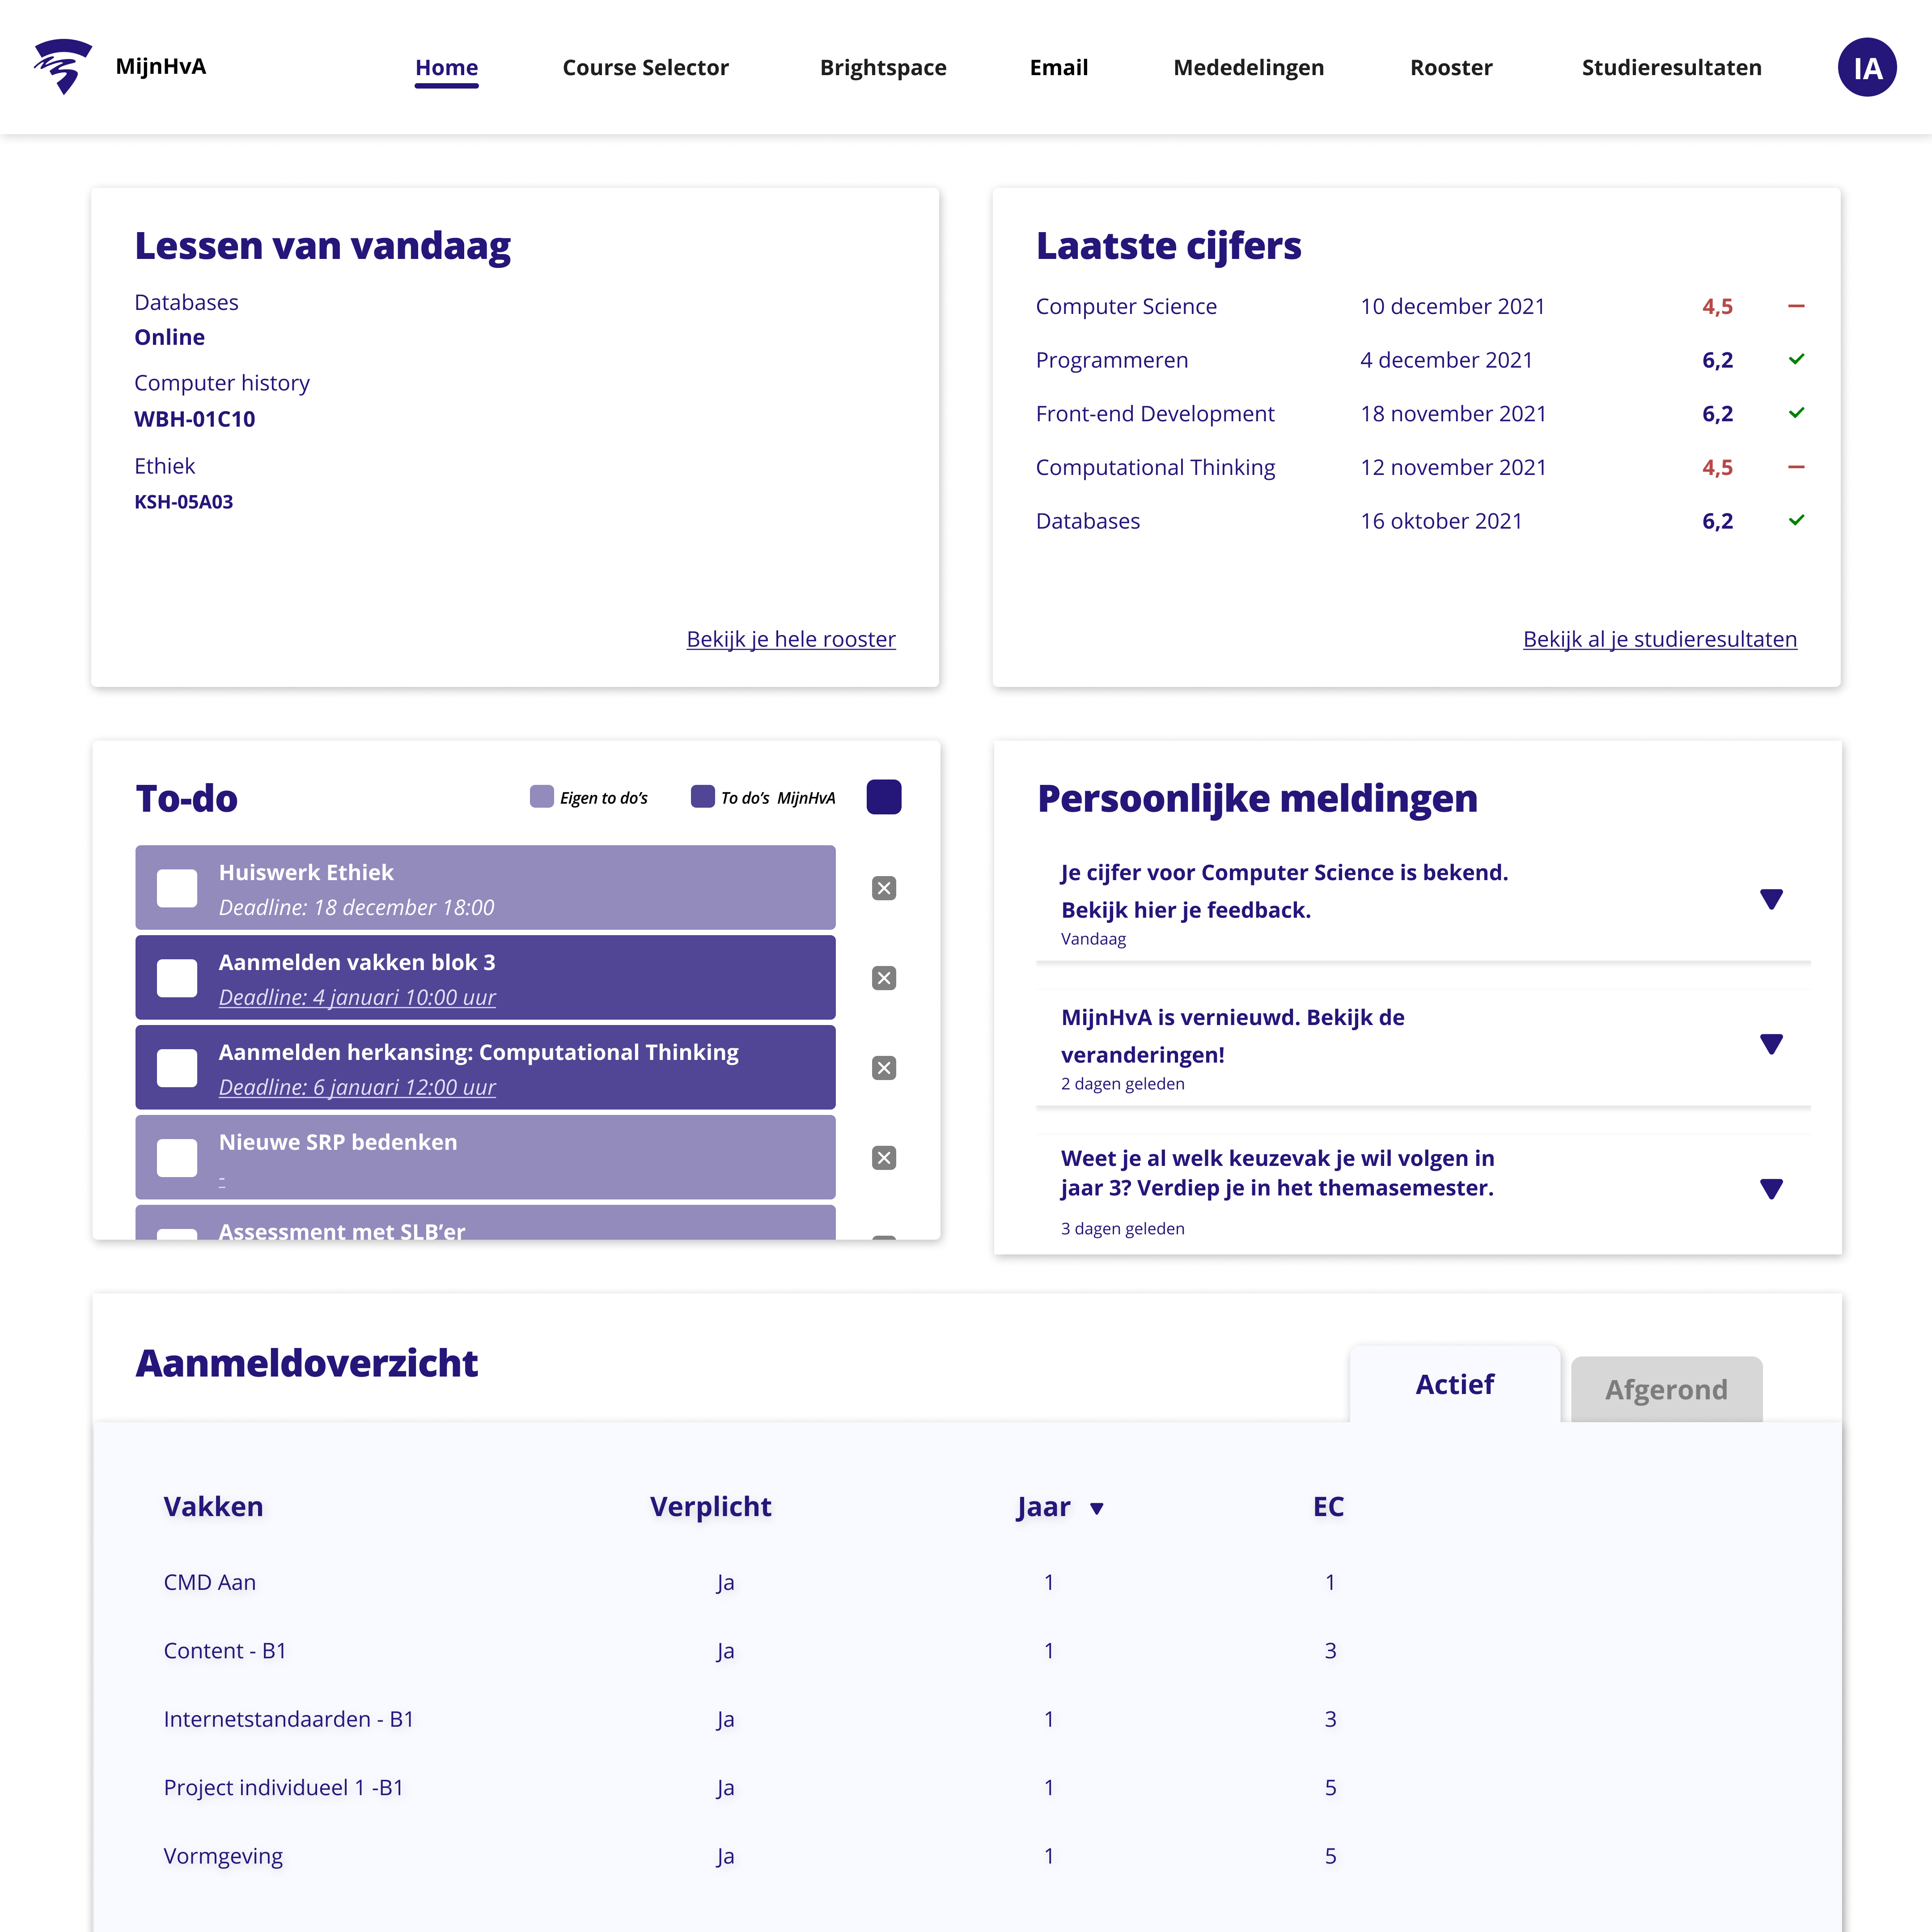 MijnHvA
Home
Course Selector
Brightspace
Email
Mededelingen
Rooster
Studieresultaten
IA
Lessen van vandaag
Databases
Online
Computer history
WBH-01C10
Ethiek
KSH-05A03
Bekijk je hele rooster
Laatste cijfers
Computer Science 10 december 2021 4,5
Programmeren 4 december 2021 6,2
Front-end Development 18 november 2021 6,2
Computational Thinking 12 november 2021 4,5
Databases 16 oktober 2021 6,2
Bekijk al je studieresultaten
To-do
Eigen to do’s
To do’s MijnHvA
Huiswerk Ethiek
Deadline: 18 december 18:00
Aanmelden vakken blok 3
Deadline: 4 januari 10:00 uur
Aanmelden herkansing: Computational Thinking
Deadline: 6 januari 12:00 uur
Nieuwe SRP bedenken
-
Assessment met SLB’er
Persoonlijke meldingen
Je cijfer voor Computer Science is bekend.
Bekijk hier je feedback.
Vandaag
MijnHvA is vernieuwd. Bekijk de
veranderingen!
2 dagen geleden
Weet je al welk keuzevak je wil volgen in
jaar 3? Verdiep je in het themasemester.
3 dagen geleden
Aanmeldoverzicht
Actief
Afgerond
Vakken Verplicht Jaar EC
CMD Aan Ja 1 1
Content - B1 Ja 1 3
Internetstandaarden - B1 Ja 1 3
Project individueel 1 -B1 Ja 1 5
Vormgeving Ja 1 5